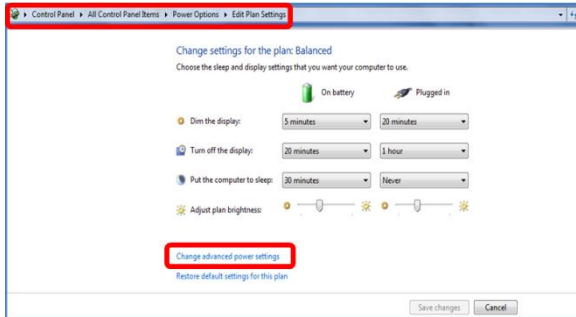 Control Panel ▸ All Control Panel Items ▸ Power Options ▸ Edit Plan Settings
Change settings for the plan: Balanced
Choose the sleep and display settings that you want your computer to use.
On battery Plugged in
Dim the display: 5 minutes 20 minutes
Turn off the display: 20 minutes 1 hour
Put the computer to sleep: 30 minutes Never
Adjust plan brightness:
Change advanced power settings
Restore default settings for this plan
Save changes Cancel